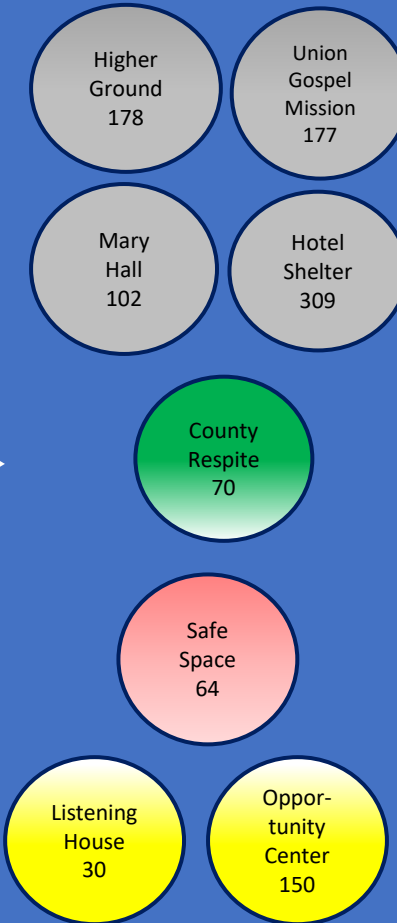 Higher
Ground
178
Union
Gospel
Mission
177
Mary
Hall
102
Hotel
Shelter
309
County
Respite
70
Safe
Space
64
Listening
House
30
Oppor-
tunity
Center
150